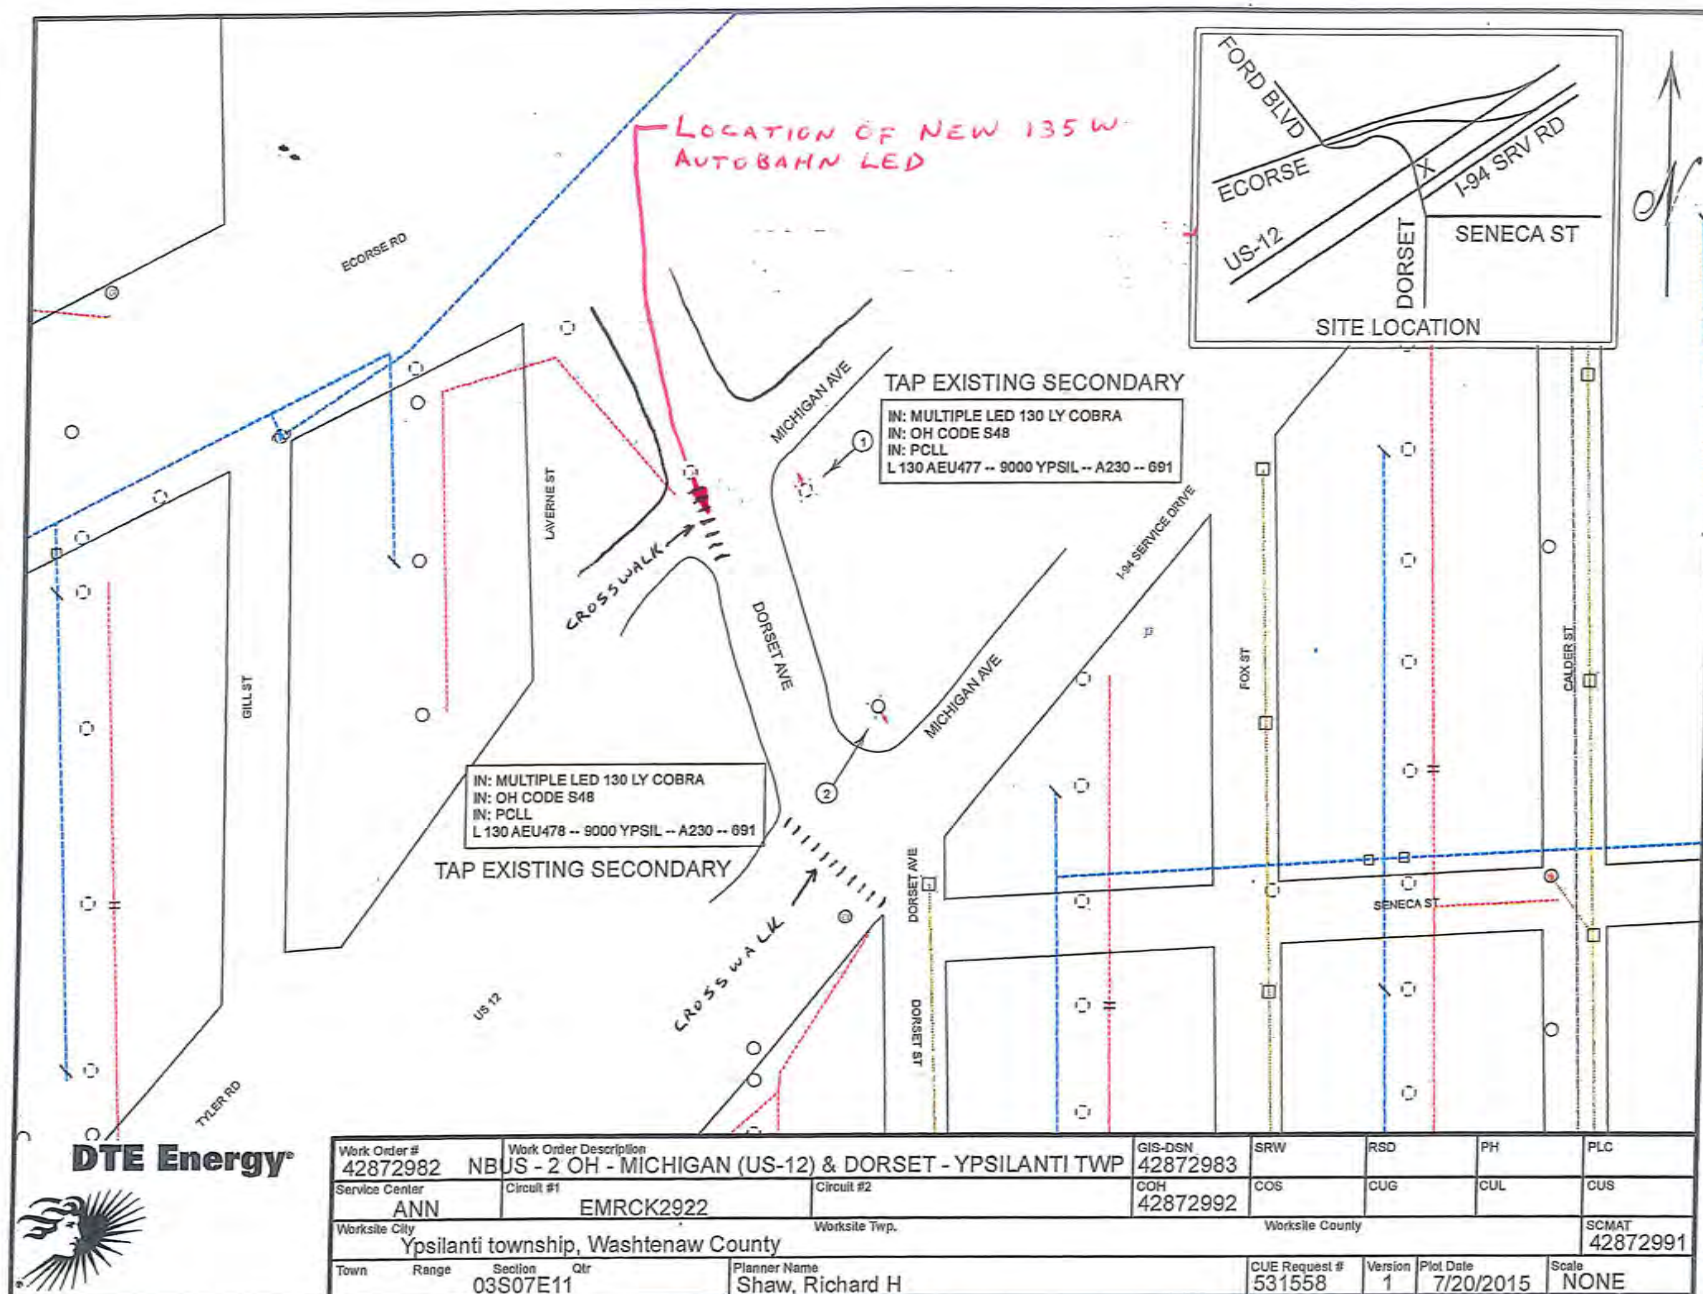 LOCATION OF NEW 135 W
AUTOBAHN LED
FORD BLVD
ECORSE
I-94 SRV RD
X
US-12
DORSET
SENECA ST
SITE LOCATION
N
ECORSE RD
MICHIGAN AVE
TAP EXISTING SECONDARY
IN: MULTIPLE LED 130 LY COBRA
IN: OH CODE S48
IN: PCLL
L 130 AEU477 -- 9000 YPSIL -- A230 -- 691
1
LAVERNE ST
CROSSWALK
I-94 SERVICE DRIVE
DORSET AVE
MICHIGAN AVE
P
FOX ST
CALDER ST
GILL ST
IN: MULTIPLE LED 130 LY COBRA
IN: OH CODE S48
IN: PCLL
L 130 AEU478 -- 9000 YPSIL -- A230 -- 691
TAP EXISTING SECONDARY
2
DORSET AVE
SENECA ST
CROSSWALK
US 12
DORSET ST
TYLER RD
DTE Energy
Work Order #
42872982
Work Order Description
NBUS - 2 OH - MICHIGAN (US-12) & DORSET - YPSILANTI TWP
GIS-DSN
42872983
SRW
RSD
PH
PLC
Service Center
ANN
Circuit #1
EMRCK2922
Circuit #2
COH
42872992
COS
CUG
CUL
CUS
Worksite City
Worksite Twp.
Worksite County
Ypsilanti township, Washtenaw County
SCMAT
42872991
Town Range Section Qtr
03S07E11
Planner Name
Shaw, Richard H
CUE Request #
531558
Version
1
Plot Date
7/20/2015
Scale
NONE